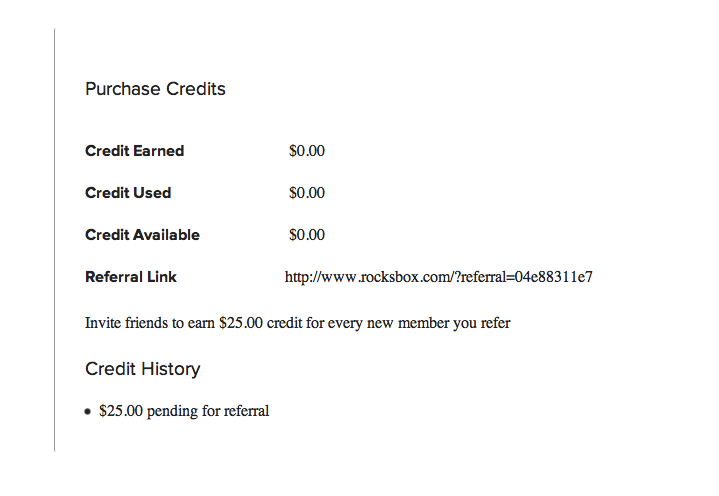 Purchase Credits
Credit Earned $0.00
Credit Used $0.00
Credit Available $0.00
Referral Link http://www.rocksbox.com/?referral=04e88311e7
Invite friends to earn $25.00 credit for every new member you refer
Credit History
• $25.00 pending for referral